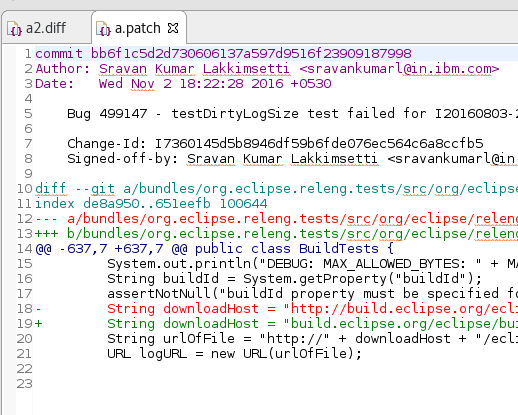 a2.diff
a.patch
1 commit bb6f1c5d2d730606137a597d9516f23909187998
2 Author: Sravan Kumar Lakkimsetti <sravankumarl@in.ibm.com>
3 Date:   Wed Nov 2 18:22:28 2016 +0530
4
5     Bug 499147 - testDirtyLogSize test failed for I20160803-2
6
7     Change-Id: I7360145d5b8946df59b6fde076ec564c6a8ccfb5
8     Signed-off-by: Sravan Kumar Lakkimsetti <sravankumarl@in
9
10 diff --git a/bundles/org.eclipse.releng.tests/src/org/eclipse
11 index de8a950..651eefb 100644
12 --- a/bundles/org.eclipse.releng.tests/src/org/eclipse/releng
13 +++ b/bundles/org.eclipse.releng.tests/src/org/eclipse/releng
14 @@ -637,7 +637,7 @@ public class BuildTests {
15         System.out.println("DEBUG: MAX_ALLOWED_BYTES: " + MA
16         String buildId = System.getProperty("buildId");
17         assertNotNull("buildId property must be specified fo
18 -        String downloadHost = "http://build.eclipse.org/ecli
19 +        String downloadHost = "build.eclipse.org/eclipse/bui
20         String urlOfFile = "http://" + downloadHost + "/ecli
21         URL logURL = new URL(urlOfFile);
22
23